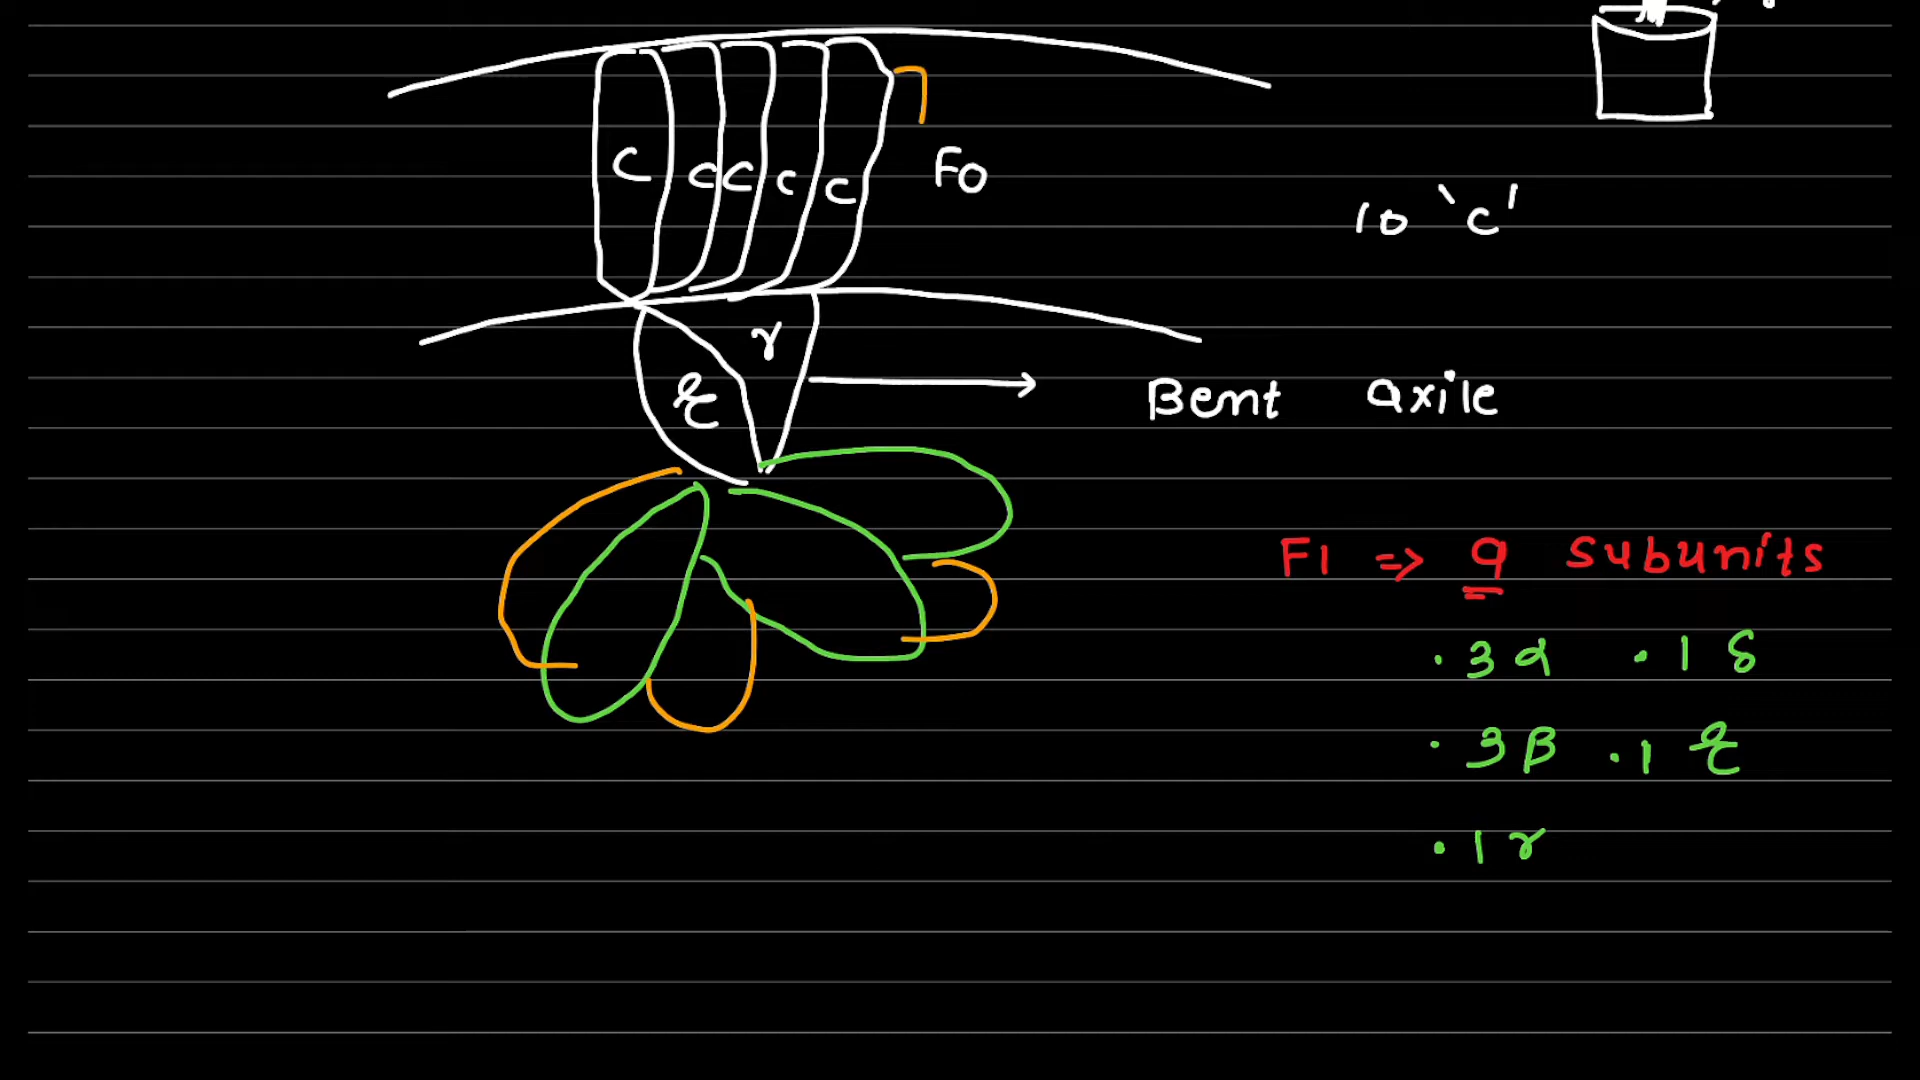 C C C C C Fo
10 'c'
γ
ξ
Bent axile
F1 => 9 Subunits
. 3 α . 1 δ
. 3 β . 1 ξ
. 1 γ